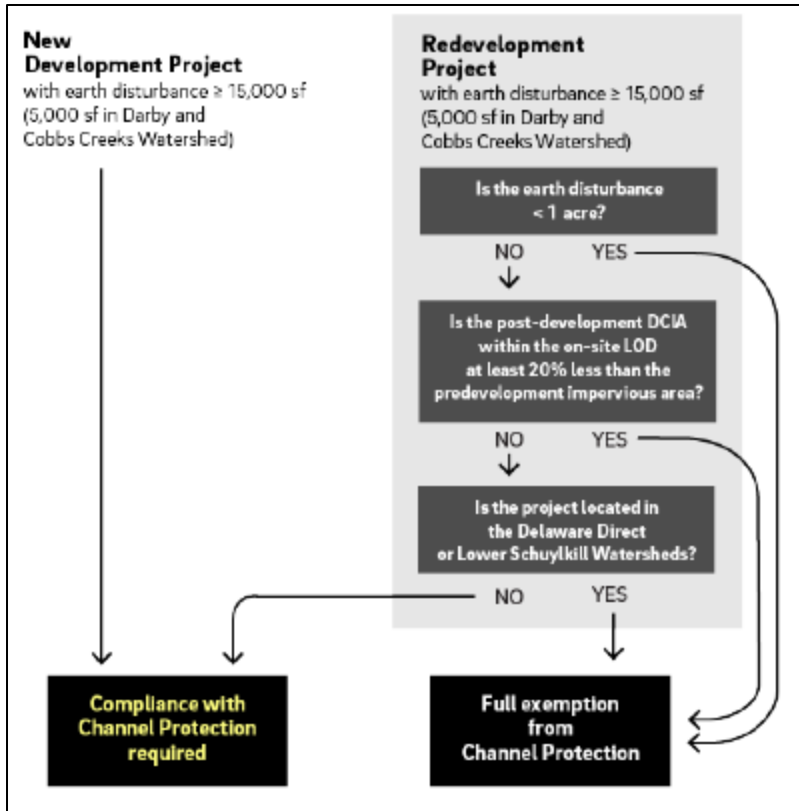 New
Development Project
with earth disturbance ≥ 15,000 sf
(5,000 sf in Darby and
Cobbs Creeks Watershed)
Redevelopment
Project
with earth disturbance ≥ 15,000 sf
(5,000 sf in Darby and
Cobbs Creeks Watershed)
Is the earth disturbance
< 1 acre?
NO YES
Is the post-development DCIA
within the on-site LOD
at least 20% less than the
predevelopment impervious area?
NO YES
Is the project located in
the Delaware Direct
or Lower Schuylkill Watersheds?
NO YES
Compliance with
Channel Protection
required
Full exemption
from
Channel Protection